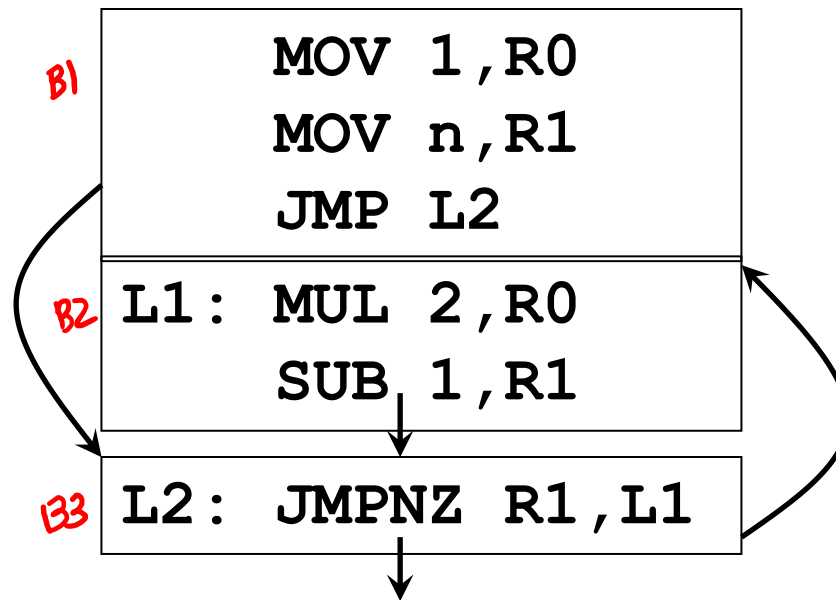 B1
MOV 1,R0
MOV n,R1
JMP L2
B2
L1: MUL 2,R0
SUB 1,R1
B3
L2: JMPNZ R1,L1